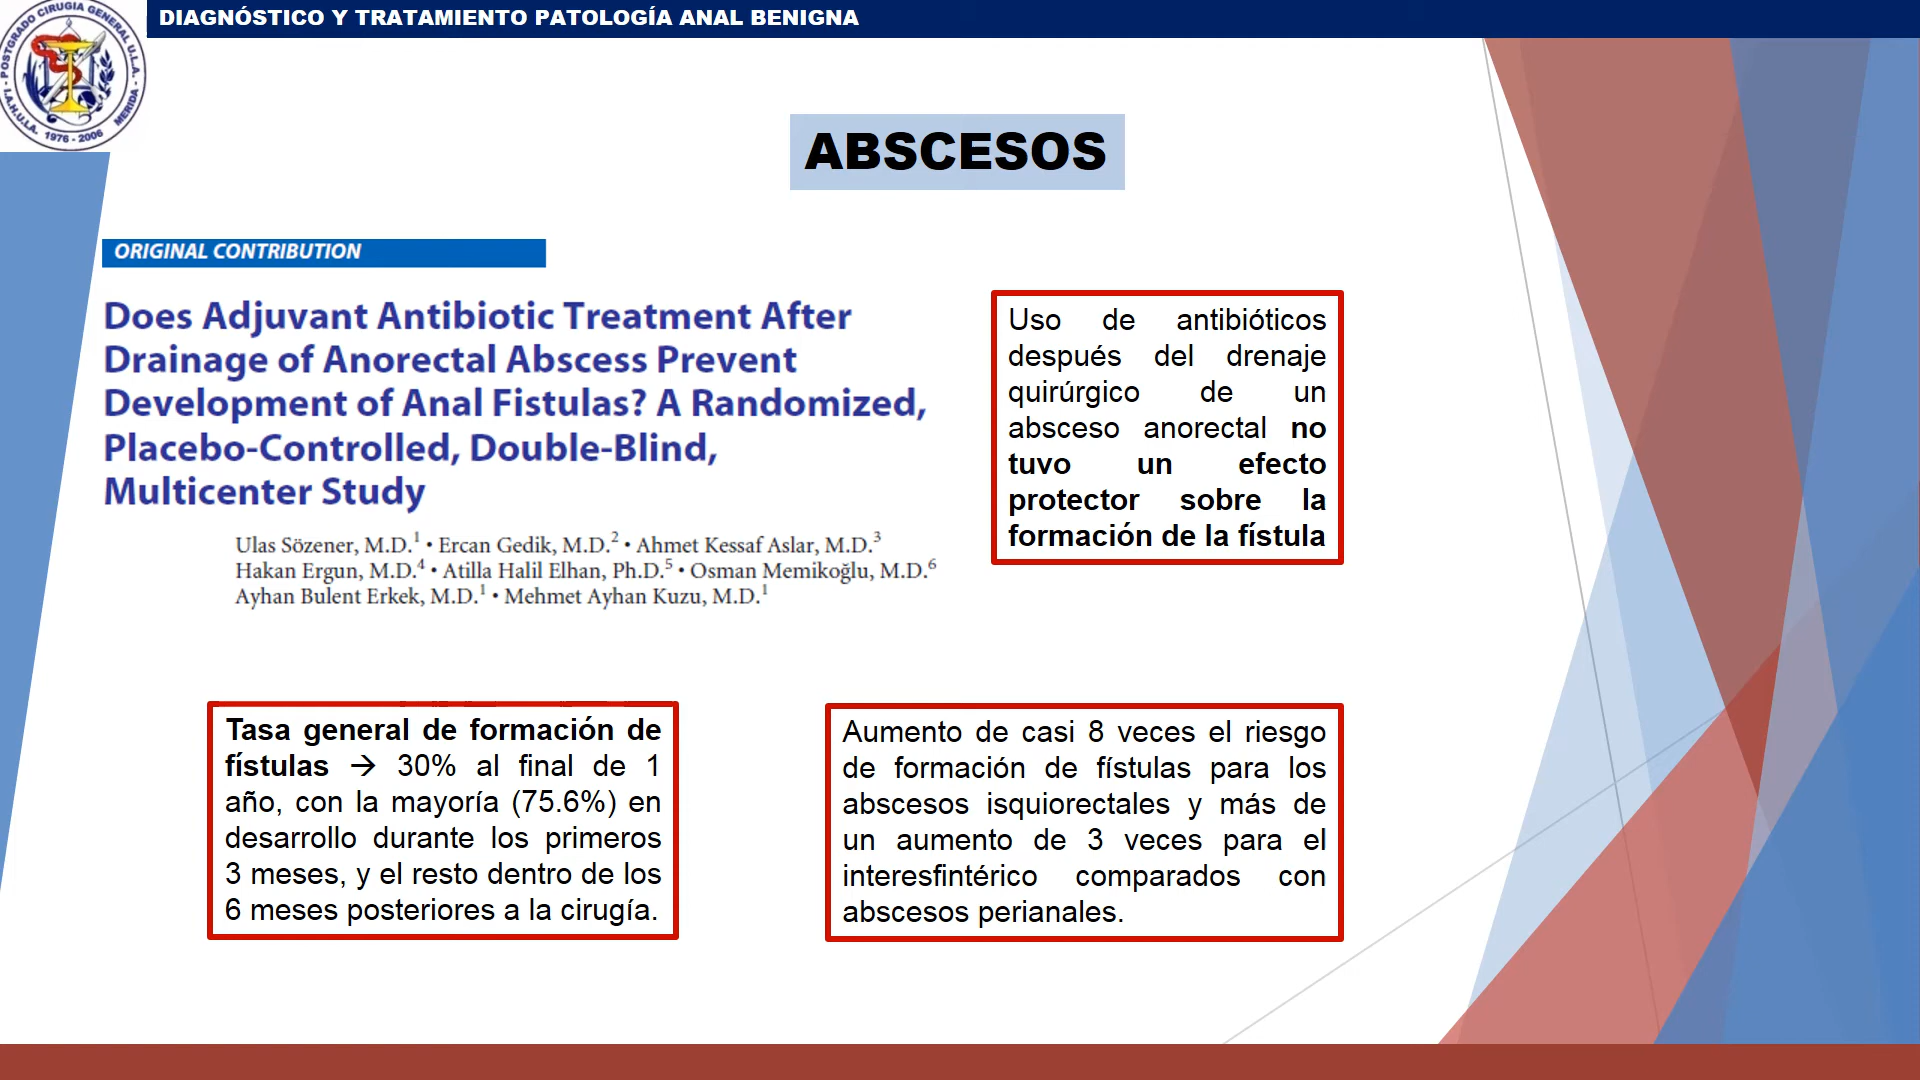 DIAGNÓSTICO Y TRATAMIENTO PATOLOGÍA ANAL BENIGNA
POSTGRADO CIRUGIA GENERAL U.L.A. - MERIDA - 1976 - 2006 - I.A.H.U.L.A. -
ABSCESOS
ORIGINAL CONTRIBUTION
Does Adjuvant Antibiotic Treatment After
Drainage of Anorectal Abscess Prevent
Development of Anal Fistulas? A Randomized,
Placebo-Controlled, Double-Blind,
Multicenter Study
Ulas Sözener, M.D.1 • Ercan Gedik, M.D.2 • Ahmet Kessaf Aslar, M.D.3
Hakan Ergun, M.D.4 • Atilla Halil Elhan, Ph.D.5 • Osman Memikoğlu, M.D.6
Ayhan Bulent Erkek, M.D.1 • Mehmet Ayhan Kuzu, M.D.1
Uso de antibióticos
después del drenaje
quirúrgico de un
absceso anorectal no
tuvo un efecto
protector sobre la
formación de la fístula
Tasa general de formación de
fístulas → 30% al final de 1
año, con la mayoría (75.6%) en
desarrollo durante los primeros
3 meses, y el resto dentro de los
6 meses posteriores a la cirugía.
Aumento de casi 8 veces el riesgo
de formación de fístulas para los
abscesos isquiorectales y más de
un aumento de 3 veces para el
interesfintérico comparados con
abscesos perianales.